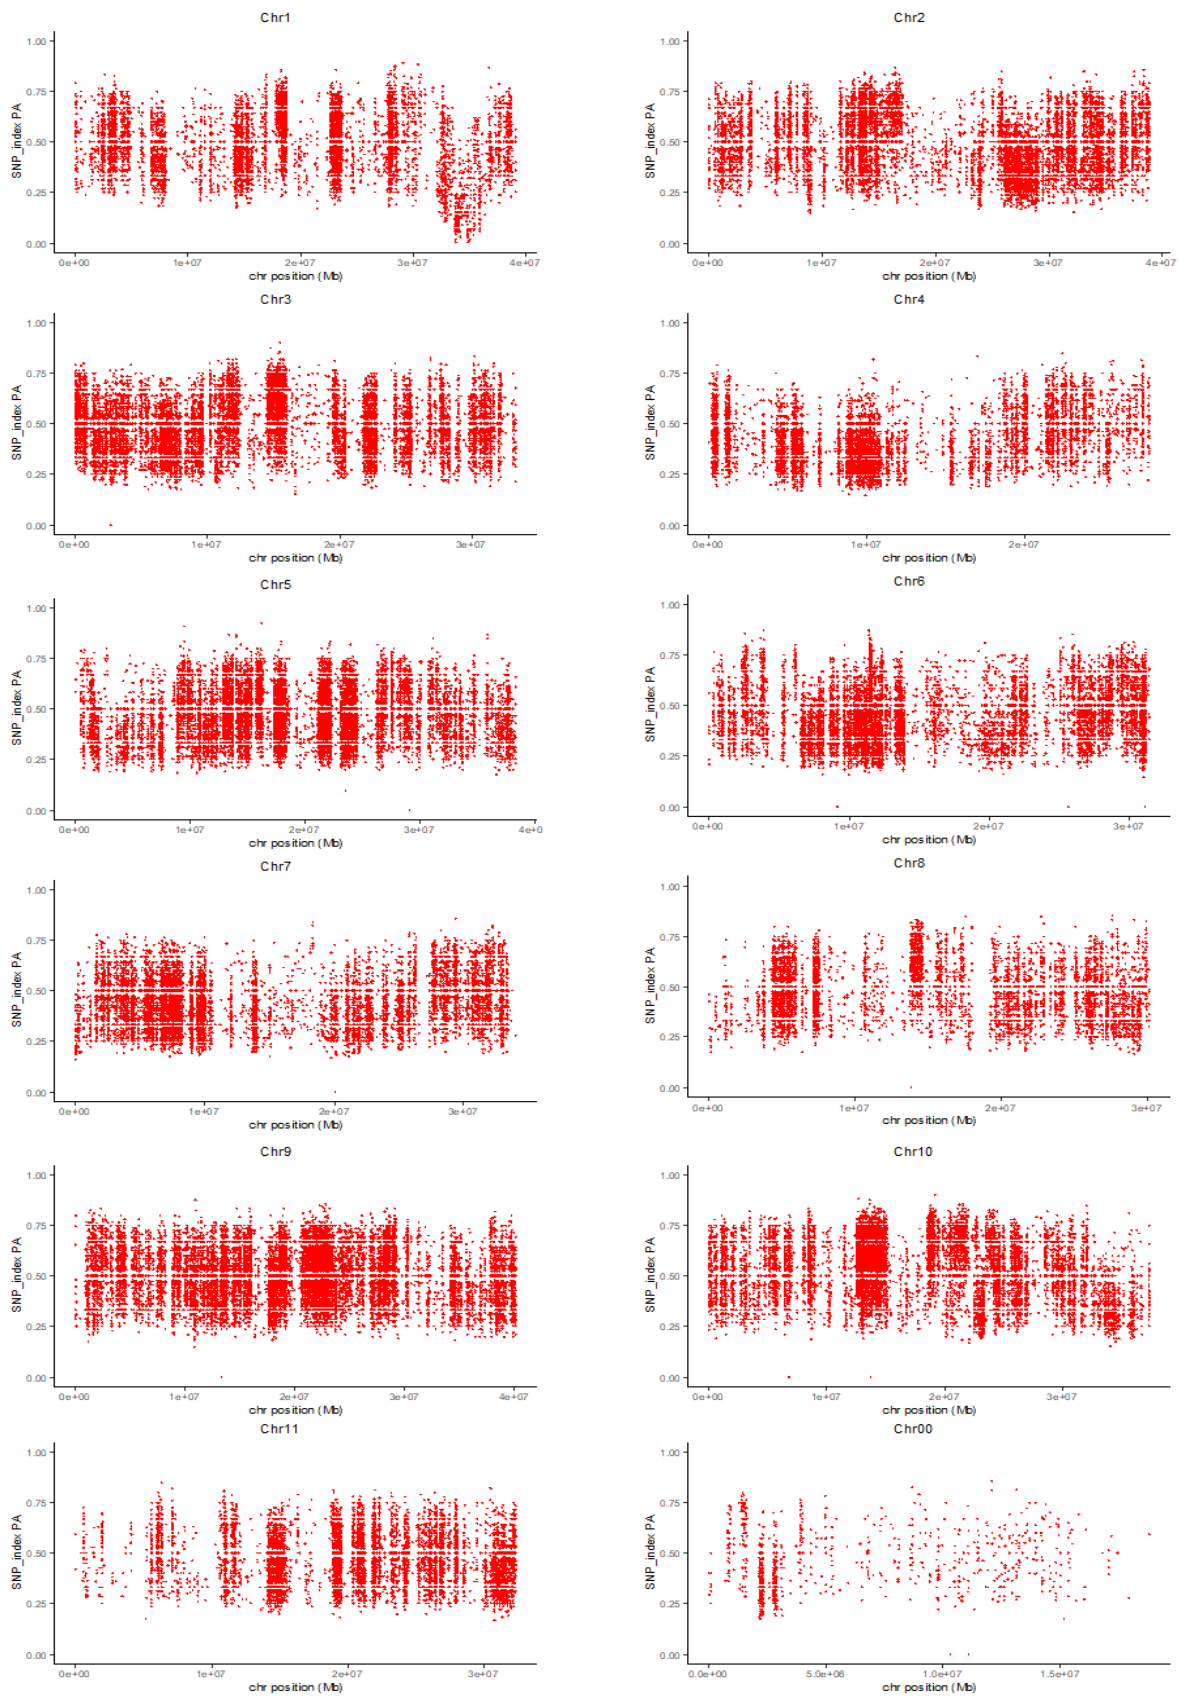 Chr1
1.00
0.75
0.50
0.25
0.00
SNP_index PA
0e+00 1e+07 2e+07 3e+07 4e+07
chr position (Mb)
Chr2
1.00
0.75
0.50
0.25
0.00
SNP_index PA
0e+00 1e+07 2e+07 3e+07 4e+07
chr position (Mb)
Chr3
1.00
0.75
0.50
0.25
0.00
SNP_index PA
0e+00 1e+07 2e+07 3e+07
chr position (Mb)
Chr4
1.00
0.75
0.50
0.25
0.00
SNP_index PA
0e+00 1e+07 2e+07
chr position (Mb)
Chr5
1.00
0.75
0.50
0.25
0.00
SNP_index PA
0e+00 1e+07 2e+07 3e+07 4e+0
chr position (Mb)
Chr6
1.00
0.75
0.50
0.25
0.00
SNP_index PA
0e+00 1e+07 2e+07 3e+07
chr position (Mb)
Chr7
1.00
0.75
0.50
0.25
0.00
SNP_index PA
0e+00 1e+07 2e+07 3e+07
chr position (Mb)
Chr8
1.00
0.75
0.50
0.25
0.00
SNP_index PA
0e+00 1e+07 2e+07 3e+07
chr position (Mb)
Chr9
1.00
0.75
0.50
0.25
0.00
SNP_index PA
0e+00 1e+07 2e+07 3e+07 4e+07
chr position (Mb)
Chr10
1.00
0.75
0.50
0.25
0.00
SNP_index PA
0e+00 1e+07 2e+07 3e+07
chr position (Mb)
Chr11
1.00
0.75
0.50
0.25
0.00
SNP_index PA
0e+00 1e+07 2e+07 3e+07
chr position (Mb)
Chr00
1.00
0.75
0.50
0.25
0.00
SNP_index PA
0.0e+00 5.0e+06 1.0e+07 1.5e+07
chr position (Mb)